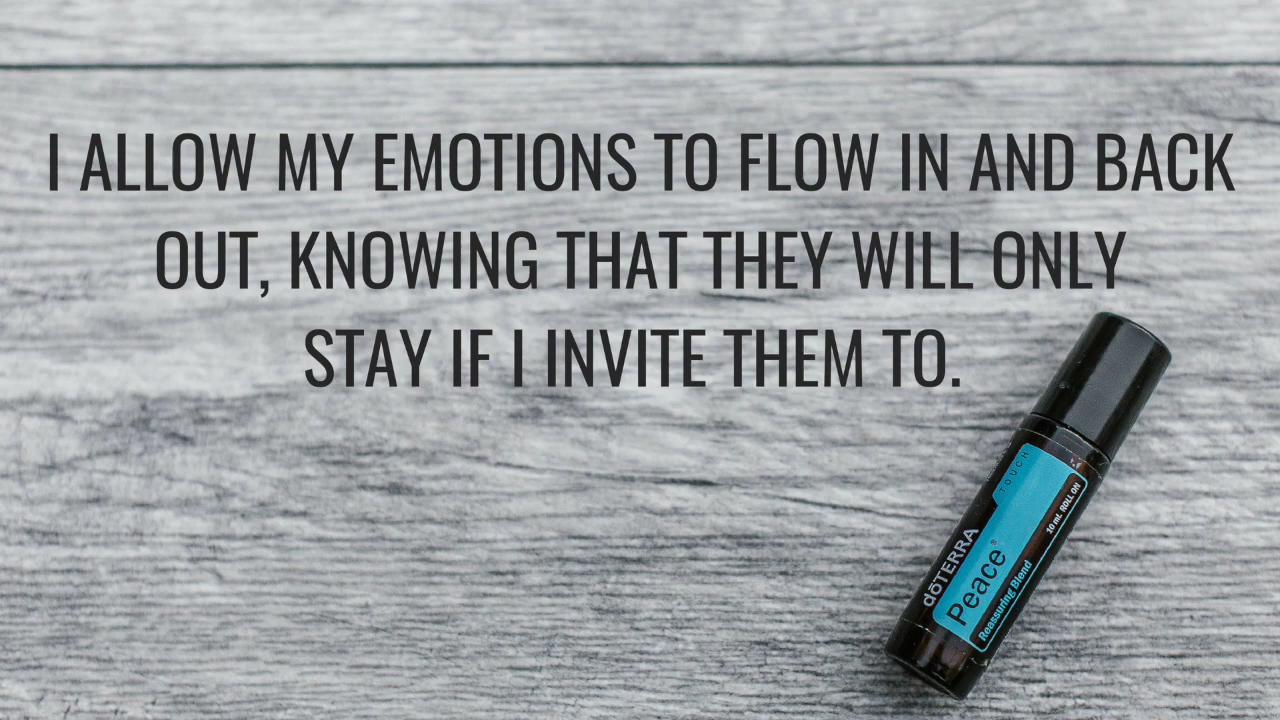 I ALLOW MY EMOTIONS TO FLOW IN AND BACK
OUT, KNOWING THAT THEY WILL ONLY
STAY IF I INVITE THEM TO.
dōTERRA
Peace®
TOUCH
Reassuring Blend
10 mL ROLL ON